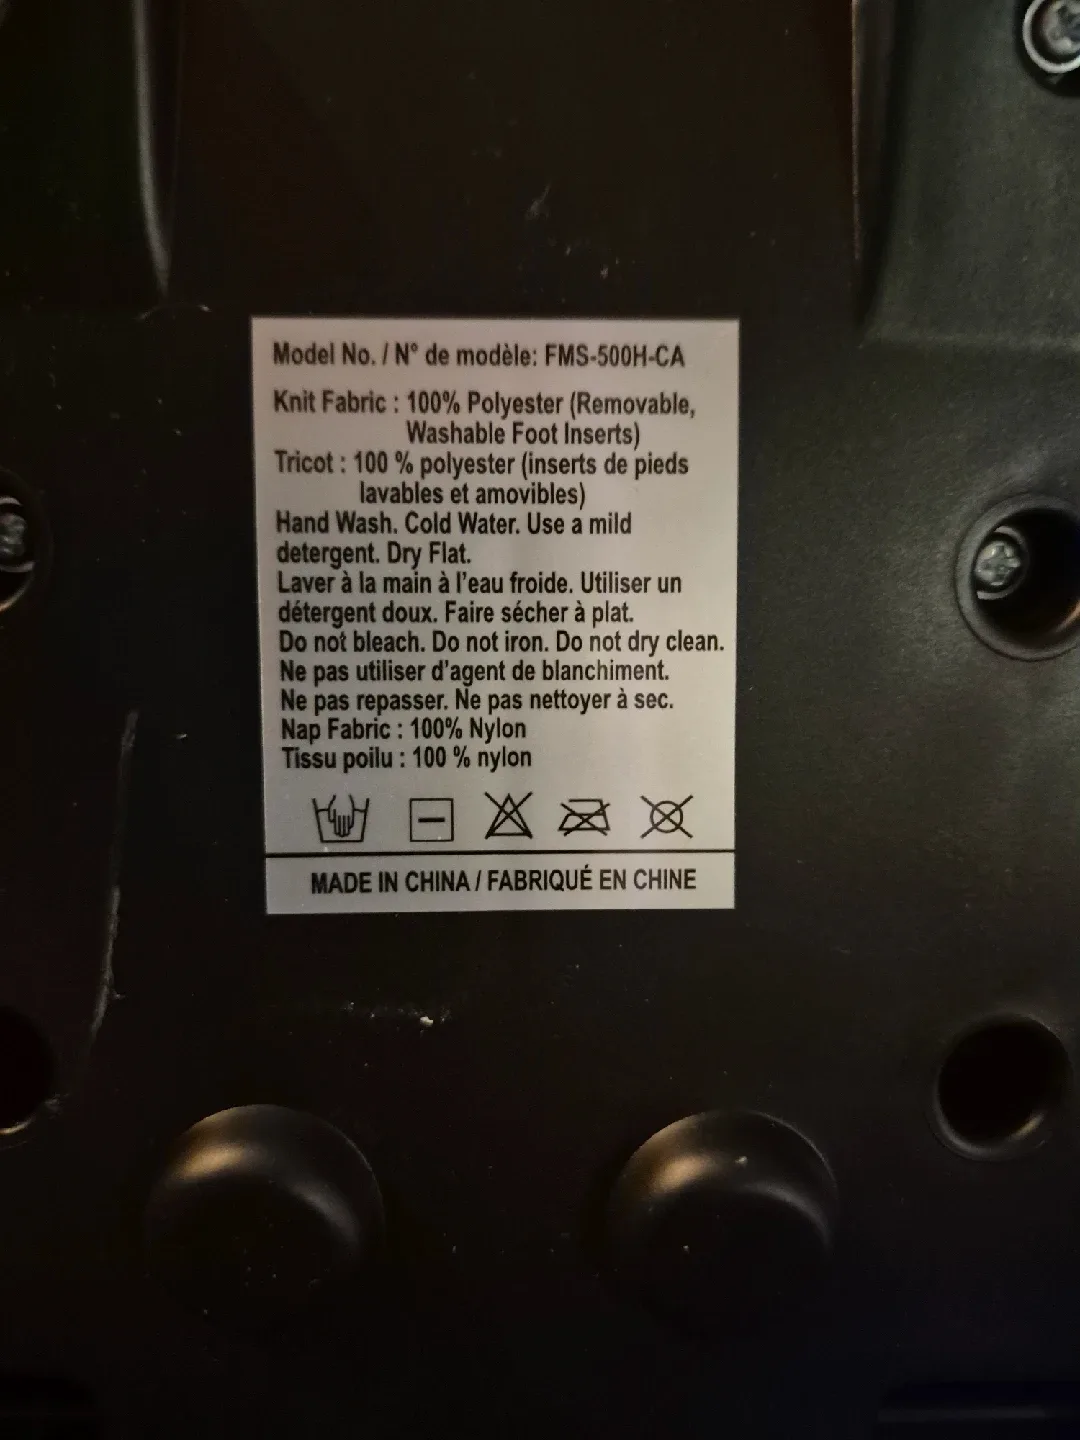 Model No. / N° de modèle: FMS-500H-CA
Knit Fabric : 100% Polyester (Removable,
Washable Foot Inserts)
Tricot : 100 % polyester (inserts de pieds
lavables et amovibles)
Hand Wash. Cold Water. Use a mild
detergent. Dry Flat.
Laver à la main à l'eau froide. Utiliser un
détergent doux. Faire sécher à plat.
Do not bleach. Do not iron. Do not dry clean.
Ne pas utiliser d'agent de blanchiment.
Ne pas repasser. Ne pas nettoyer à sec.
Nap Fabric : 100% Nylon
Tissu poilu : 100 % nylon
MADE IN CHINA / FABRIQUÉ EN CHINE